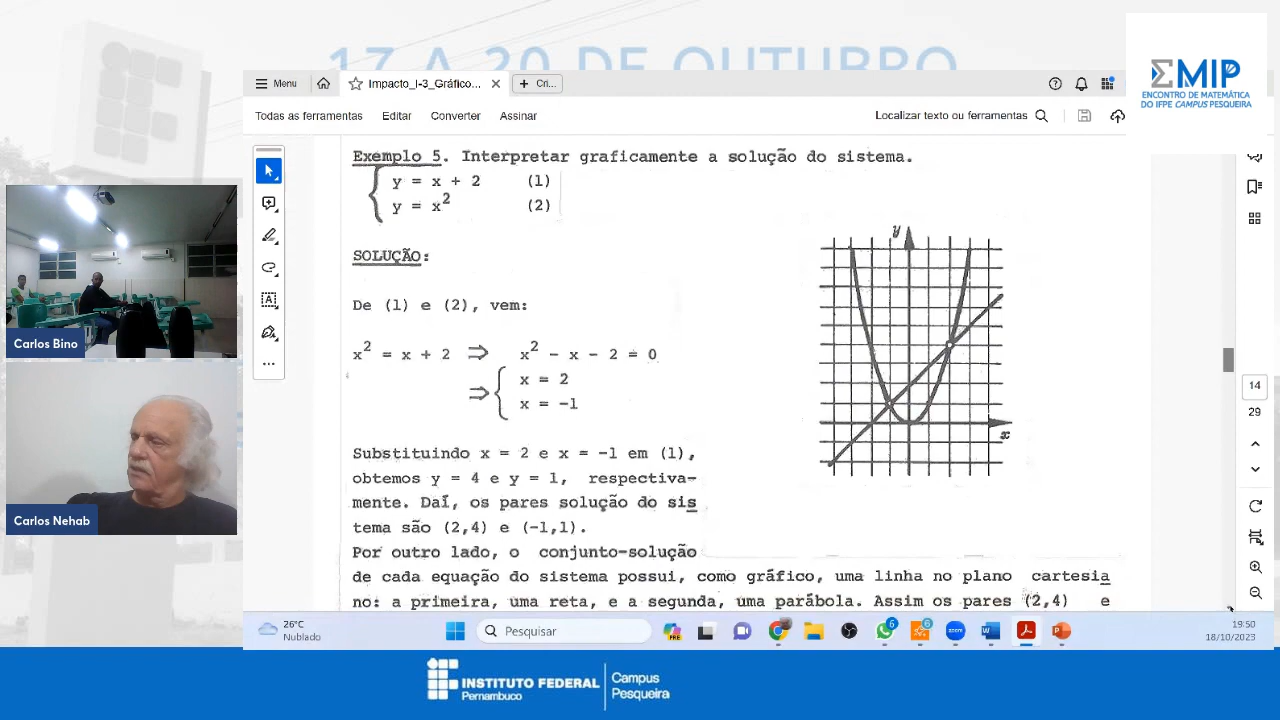 17 A 20 DE OUTUBRO
ΣMIP
ENCONTRO DE MATEMÁTICA
DO IFPE CAMPUS PESQUEIRA
Menu
Impacto_I-3_Gráfico...
Cri...
Todas as ferramentas
Editar
Converter
Assinar
Localizar texto ou ferramentas
Exemplo 5. Interpretar graficamente a solução do sistema.
y = x + 2 (1)
y = x² (2)
SOLUÇÃO:
De (1) e (2), vem:
x² = x + 2 ⇒ x² - x - 2 = 0
⇒ { x = 2
x = -1
Substituindo x = 2 e x = -1 em (1),
obtemos y = 4 e y = 1, respectiva-
mente. Daí, os pares solução do sis
tema são (2,4) e (-1,1).
Por outro lado, o conjunto-solução
de cada equação do sistema possui, como gráfico, uma linha no plano cartesia
no: a primeira, uma reta, e a segunda, uma parábola. Assim os pares (2,4) e
y
x
14
29
Carlos Bino
Carlos Nehab
26°C
Nublado
Pesquisar
PRE
6
6
zoom
19:50
18/10/2023
INSTITUTO FEDERAL
Pernambuco
Campus
Pesqueira